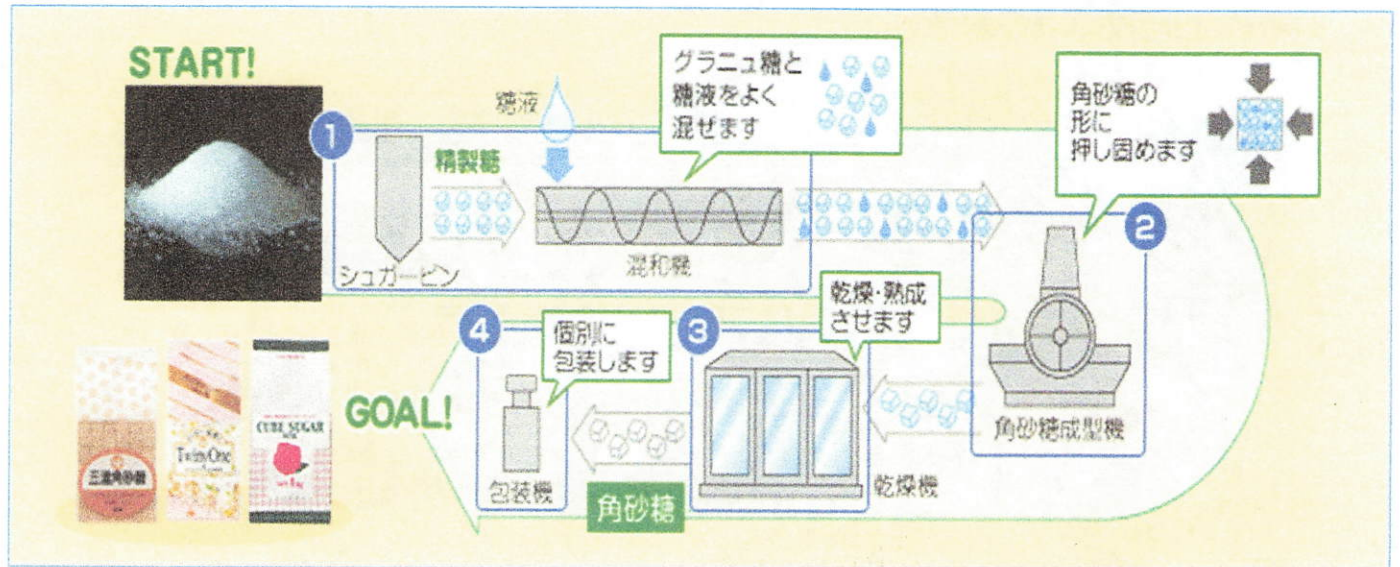 START!
1
糖液
グラニュ糖と
糖液をよく
混ぜます
精製糖
シュガービン
混和機
角砂糖の
形に
押し固めます
2
角砂糖成型機
乾燥・熟成
させます
3
乾燥機
角砂糖
4
個別に
包装します
包装機
GOAL!
三温角砂糖
Twin/One
CUBE SUGAR